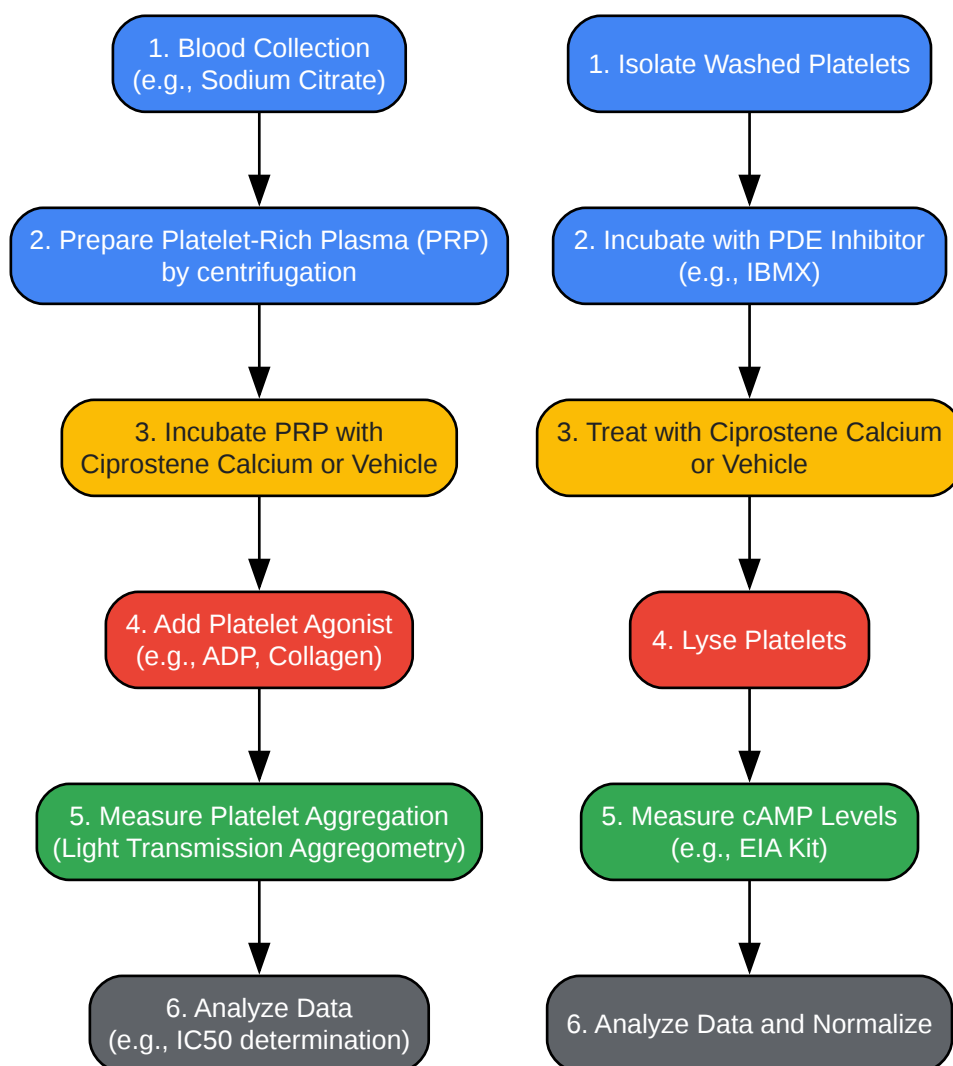 1. Blood Collection
(e.g., Sodium Citrate)
2. Prepare Platelet-Rich Plasma (PRP)
by centrifugation
3. Incubate PRP with
Ciprostene Calcium or Vehicle
4. Add Platelet Agonist
(e.g., ADP, Collagen)
5. Measure Platelet Aggregation
(Light Transmission Aggregometry)
6. Analyze Data
(e.g., IC50 determination)
1. Isolate Washed Platelets
2. Incubate with PDE Inhibitor
(e.g., IBMX)
3. Treat with Ciprostene Calcium
or Vehicle
4. Lyse Platelets
5. Measure cAMP Levels
(e.g., EIA Kit)
6. Analyze Data and Normalize